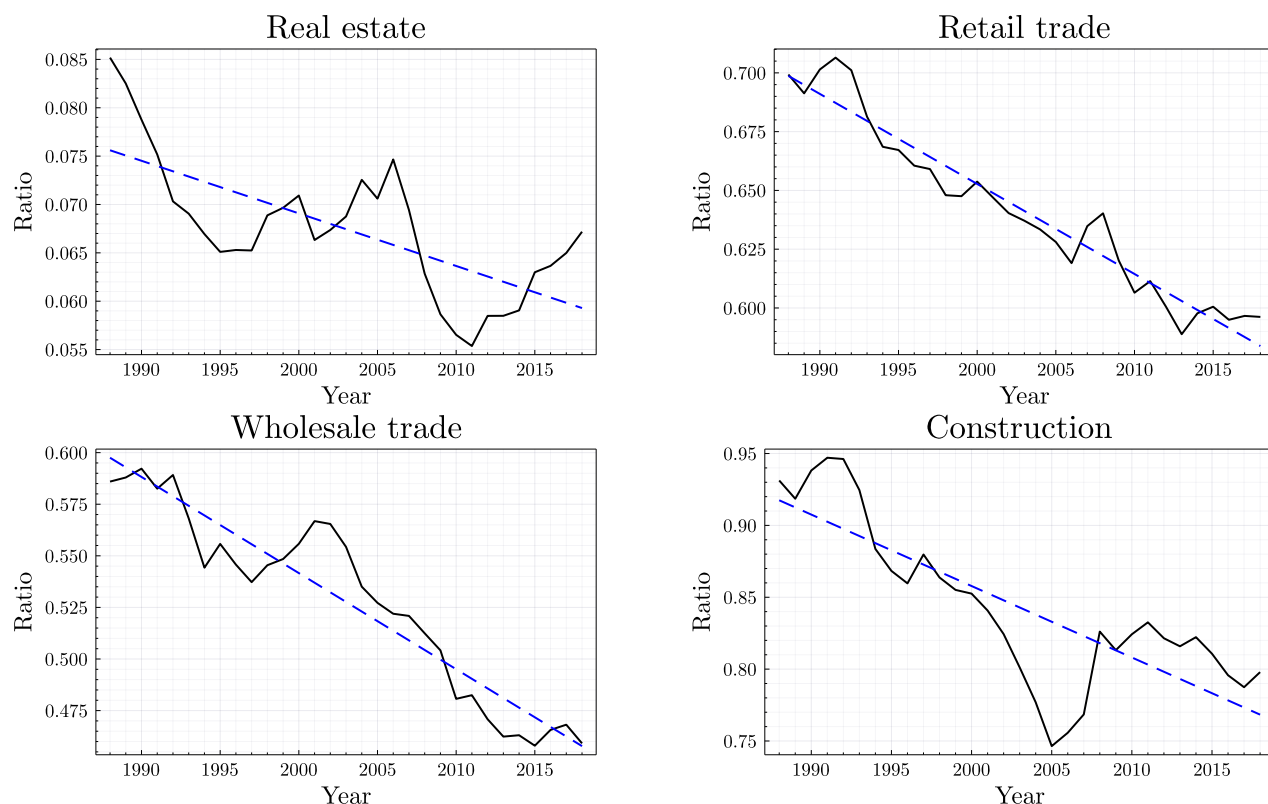 Real estate
Ratio
0.085
0.080
0.075
0.070
0.065
0.060
0.055
1990 1995 2000 2005 2010 2015
Year
Retail trade
Ratio
0.700
0.675
0.650
0.625
0.600
1990 1995 2000 2005 2010 2015
Year
Wholesale trade
Ratio
0.600
0.575
0.550
0.525
0.500
0.475
1990 1995 2000 2005 2010 2015
Year
Construction
Ratio
0.95
0.90
0.85
0.80
0.75
1990 1995 2000 2005 2010 2015
Year